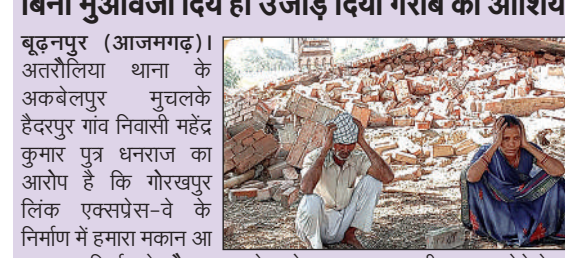 बिना मुआवजा दिये ही उजाड़ दिया गरीब का आशिय
बूढ़नपुर (आजमगढ़)।
अतरौलिया थाना के
अकबेलपुर मुचलके
हैदरपुर गांव निवासी महेंद्र
कुमार पुत्र धनराज का
आरोप है कि गोरखपुर
लिंक एक्सप्रेस-वे के
निर्माण में हमारा मकान आ